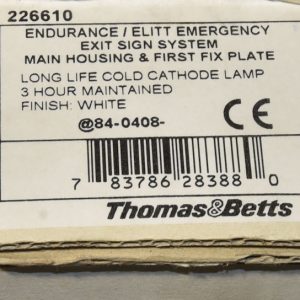 226610
ENDURANCE / ELITT EMERGENCY
EXIT SIGN SYSTEM
MAIN HOUSING & FIRST FIX PLATE
LONG LIFE COLD CATHODE LAMP
3 HOUR MAINTAINED
FINISH: WHITE
CE
@84-0408-
7 83786 28388 0
Thomas&Betts